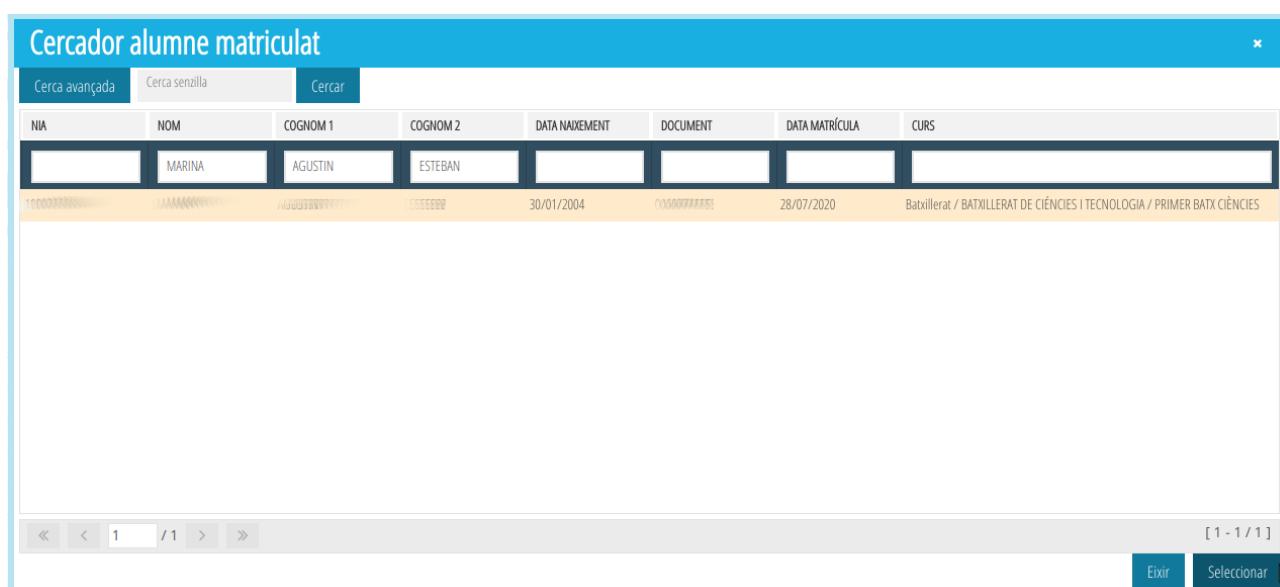 Cercador alumne matriculat ×
Cerca avançada Cerca senzilla Cercar
NIA NOM COGNOM 1 COGNOM 2 DATA NAIXEMENT DOCUMENT DATA MATRÍCULA CURS
MARINA AGUSTIN ESTEBAN
30/01/2004 28/07/2020 Batxillerat / BATXILLERAT DE CIÉNCIES I TECNOLOGIA / PRIMER BATX CIÈNCIES
« < 1 / 1 > » [ 1 - 1 / 1 ]
Eixir Seleccionar